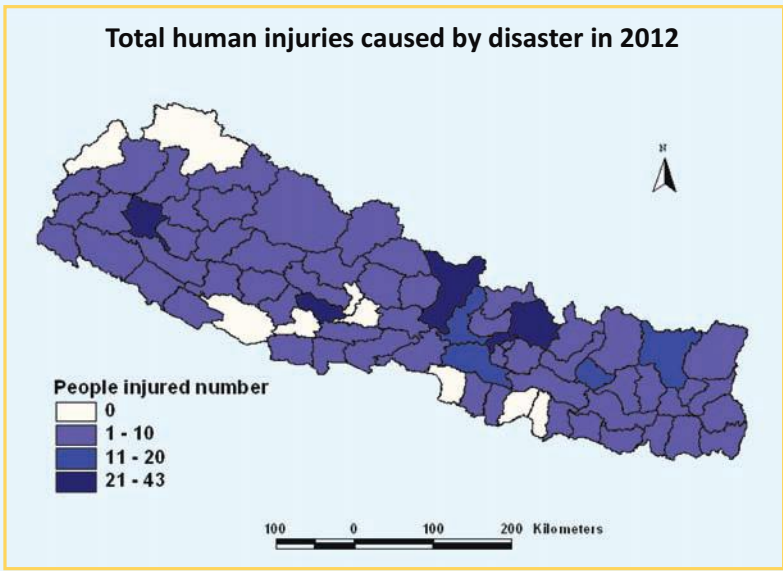 Total human injuries caused by disaster in 2012
N
People injured number
0
1 - 10
11 - 20
21 - 43
100 0 100 200 Kilometers